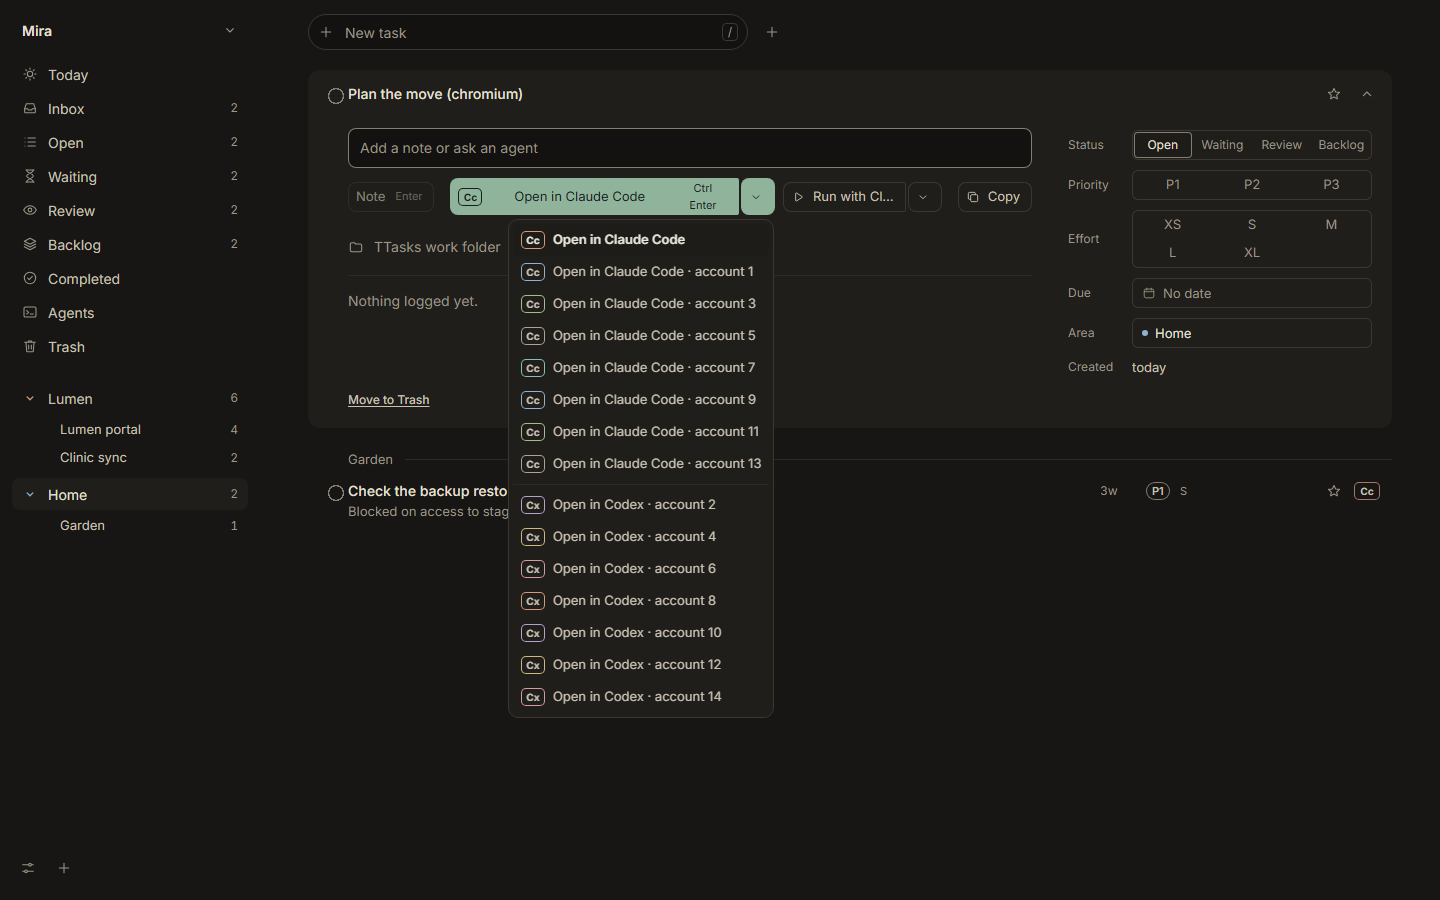 Mira
Today
Inbox 2
Open 2
Waiting 2
Review 2
Backlog 2
Completed
Agents
Trash
Lumen 6
Lumen portal 4
Clinic sync 2
Home 2
Garden 1
New task /
Plan the move (chromium)
Add a note or ask an agent
Note Enter
Cc Open in Claude Code Ctrl Enter
Run with Cl...
Copy
TTasks work folder
Nothing logged yet.
Move to Trash
Cc Open in Claude Code
Cc Open in Claude Code · account 1
Cc Open in Claude Code · account 3
Cc Open in Claude Code · account 5
Cc Open in Claude Code · account 7
Cc Open in Claude Code · account 9
Cc Open in Claude Code · account 11
Cc Open in Claude Code · account 13
Cx Open in Codex · account 2
Cx Open in Codex · account 4
Cx Open in Codex · account 6
Cx Open in Codex · account 8
Cx Open in Codex · account 10
Cx Open in Codex · account 12
Cx Open in Codex · account 14
Status Open Waiting Review Backlog
Priority P1 P2 P3
Effort XS S M
L XL
Due No date
Area Home
Created today
Garden
Check the backup resto
Blocked on access to stag
3w P1 S Cc